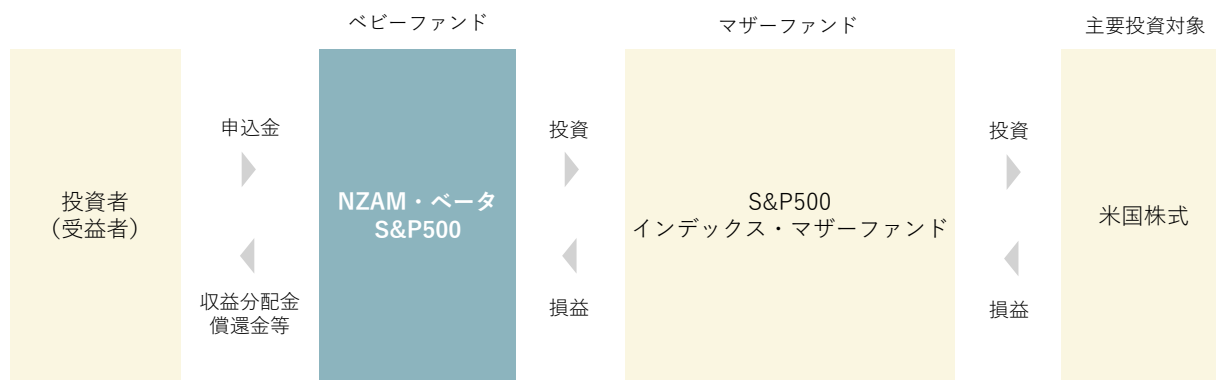 ベビーファンド
マザーファンド
主要投資対象
投資者
（受益者）
申込金
収益分配金
償還金等
NZAM・ベータ
S&P500
投資
損益
S&P500
インデックス・マザーファンド
投資
損益
米国株式